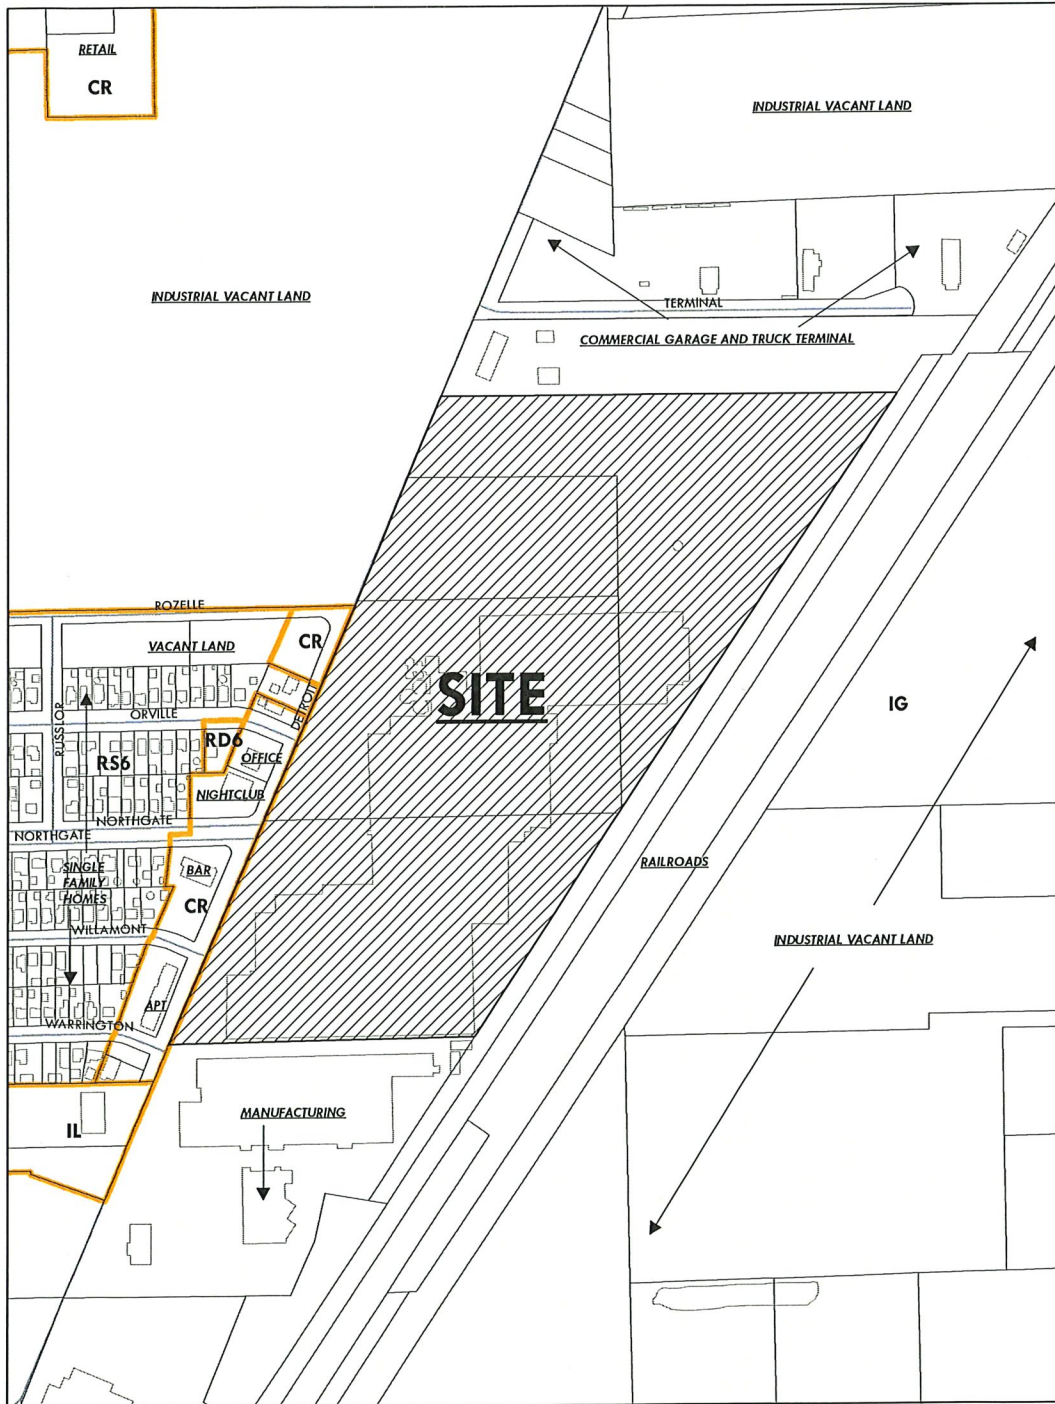 RETAIL
CR
INDUSTRIAL VACANT LAND
INDUSTRIAL VACANT LAND
TERMINAL
COMMERCIAL GARAGE AND TRUCK TERMINAL
ROZELLE
VACANT LAND
CR
DETROIT
RUSSLOR
ORVILLE
RD6
OFFICE
RS6
NIGHTCLUB
NORTHGATE
NORTHGATE
SITE
IG
RAILROADS
SINGLE
FAMILY
HOMES
BAR
CR
WILLAMONT
INDUSTRIAL VACANT LAND
APT
WARRINGTON
MANUFACTURING
IL